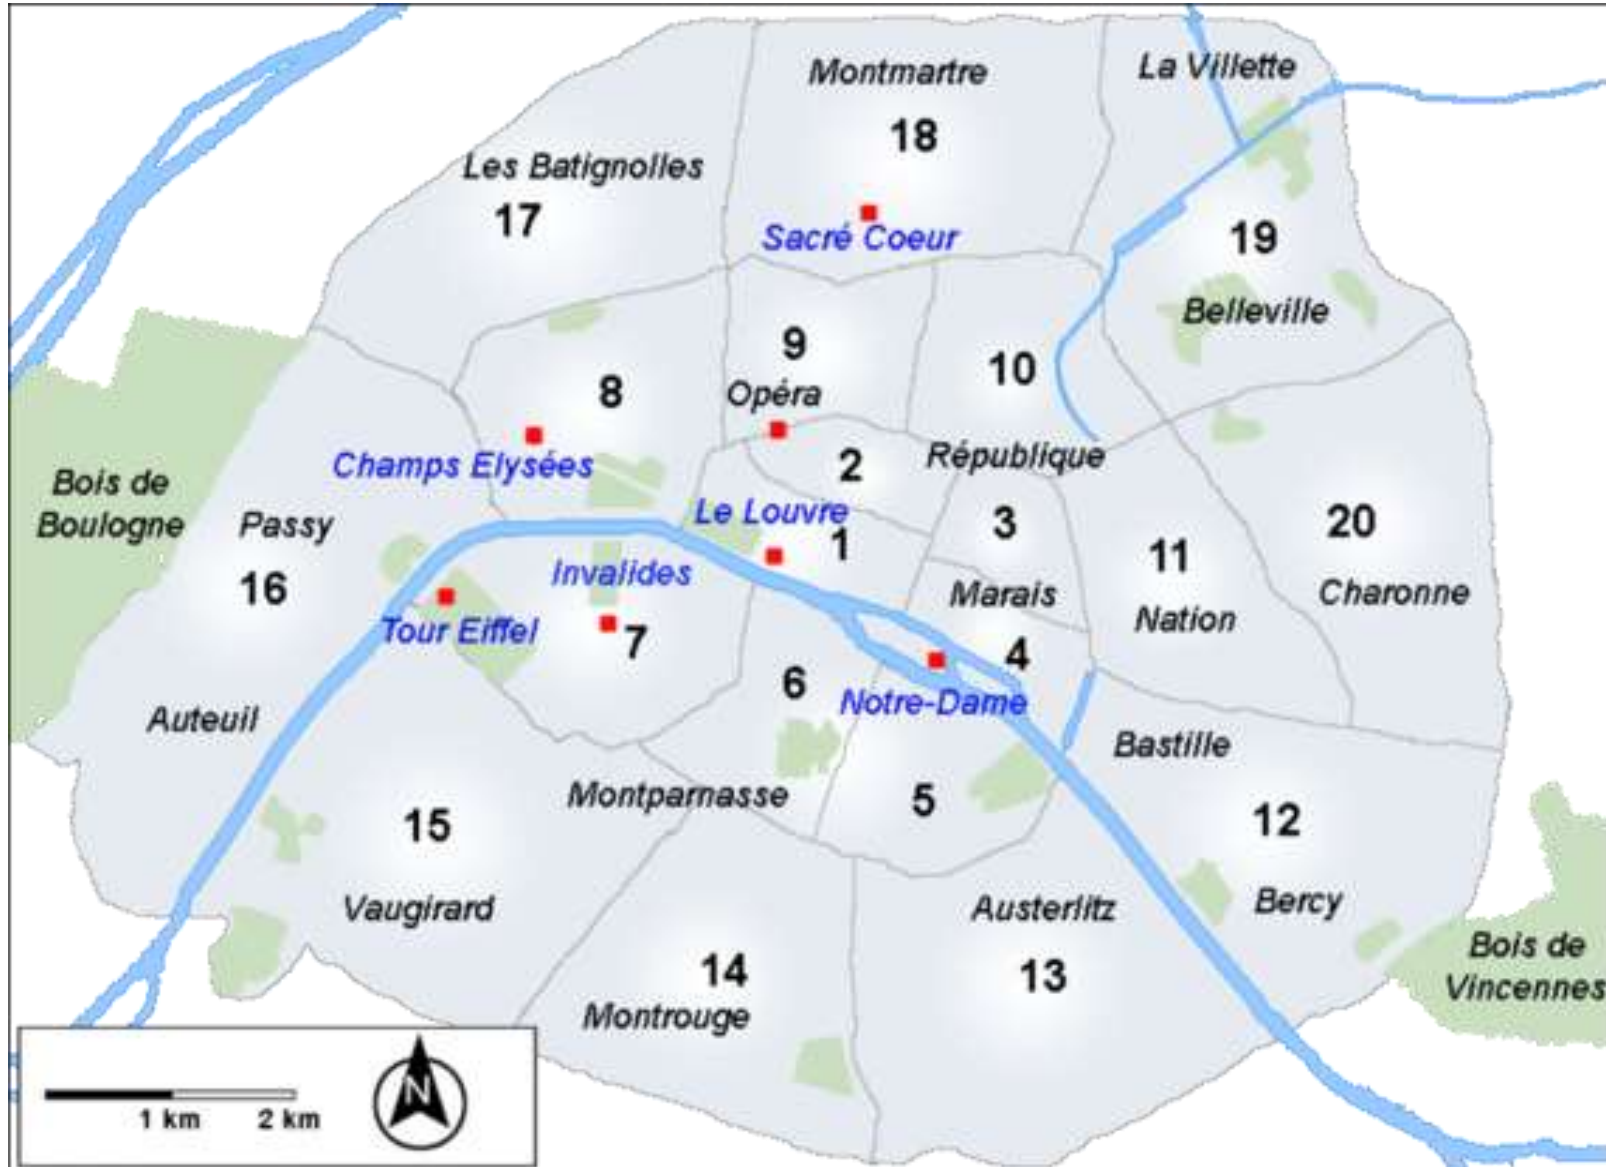 Montmartre
La Villette
18
Les Batignolles
17
Sacré Coeur
19
Belleville
9
10
8
Opéra
Champs Elysées
2
République
Bois de
Boulogne
Passy
Le Louvre
1
3
11
20
16
Invalides
Marais
Nation
Charonne
Tour Eiffel
7
4
6
Notre-Dame
Auteuil
Bastille
Montparnasse
5
15
12
Vaugirard
Austerlitz
Bercy
Bois de
Vincennes
14
13
Montrouge
N
1 km
2 km